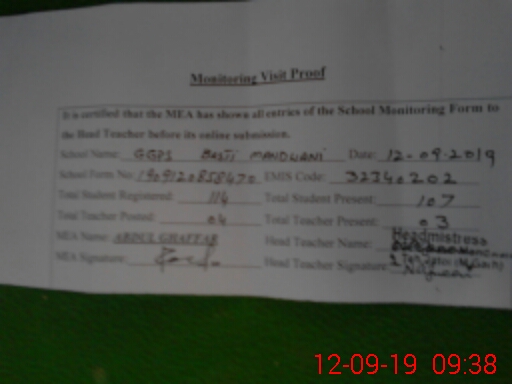 Monitoring Visit Proof
It is certified that the MEA has shown all entries of the School Monitoring Form to
the Head Teacher before its online submission.
School Name: GGPS BASTI MANDWANI Date: 12-09-2019
School Form No: 1909120858470 EMIS Code: 32340202
Total Student Registered: 114 Total Student Present: 107
Total Teacher Posted: 04 Total Teacher Present: 03
MEA Name: ABDUL GHAFFAR Head Teacher Name: Headmistress
MEA Signature: Head Teacher Signature:
12-09-19 09:38